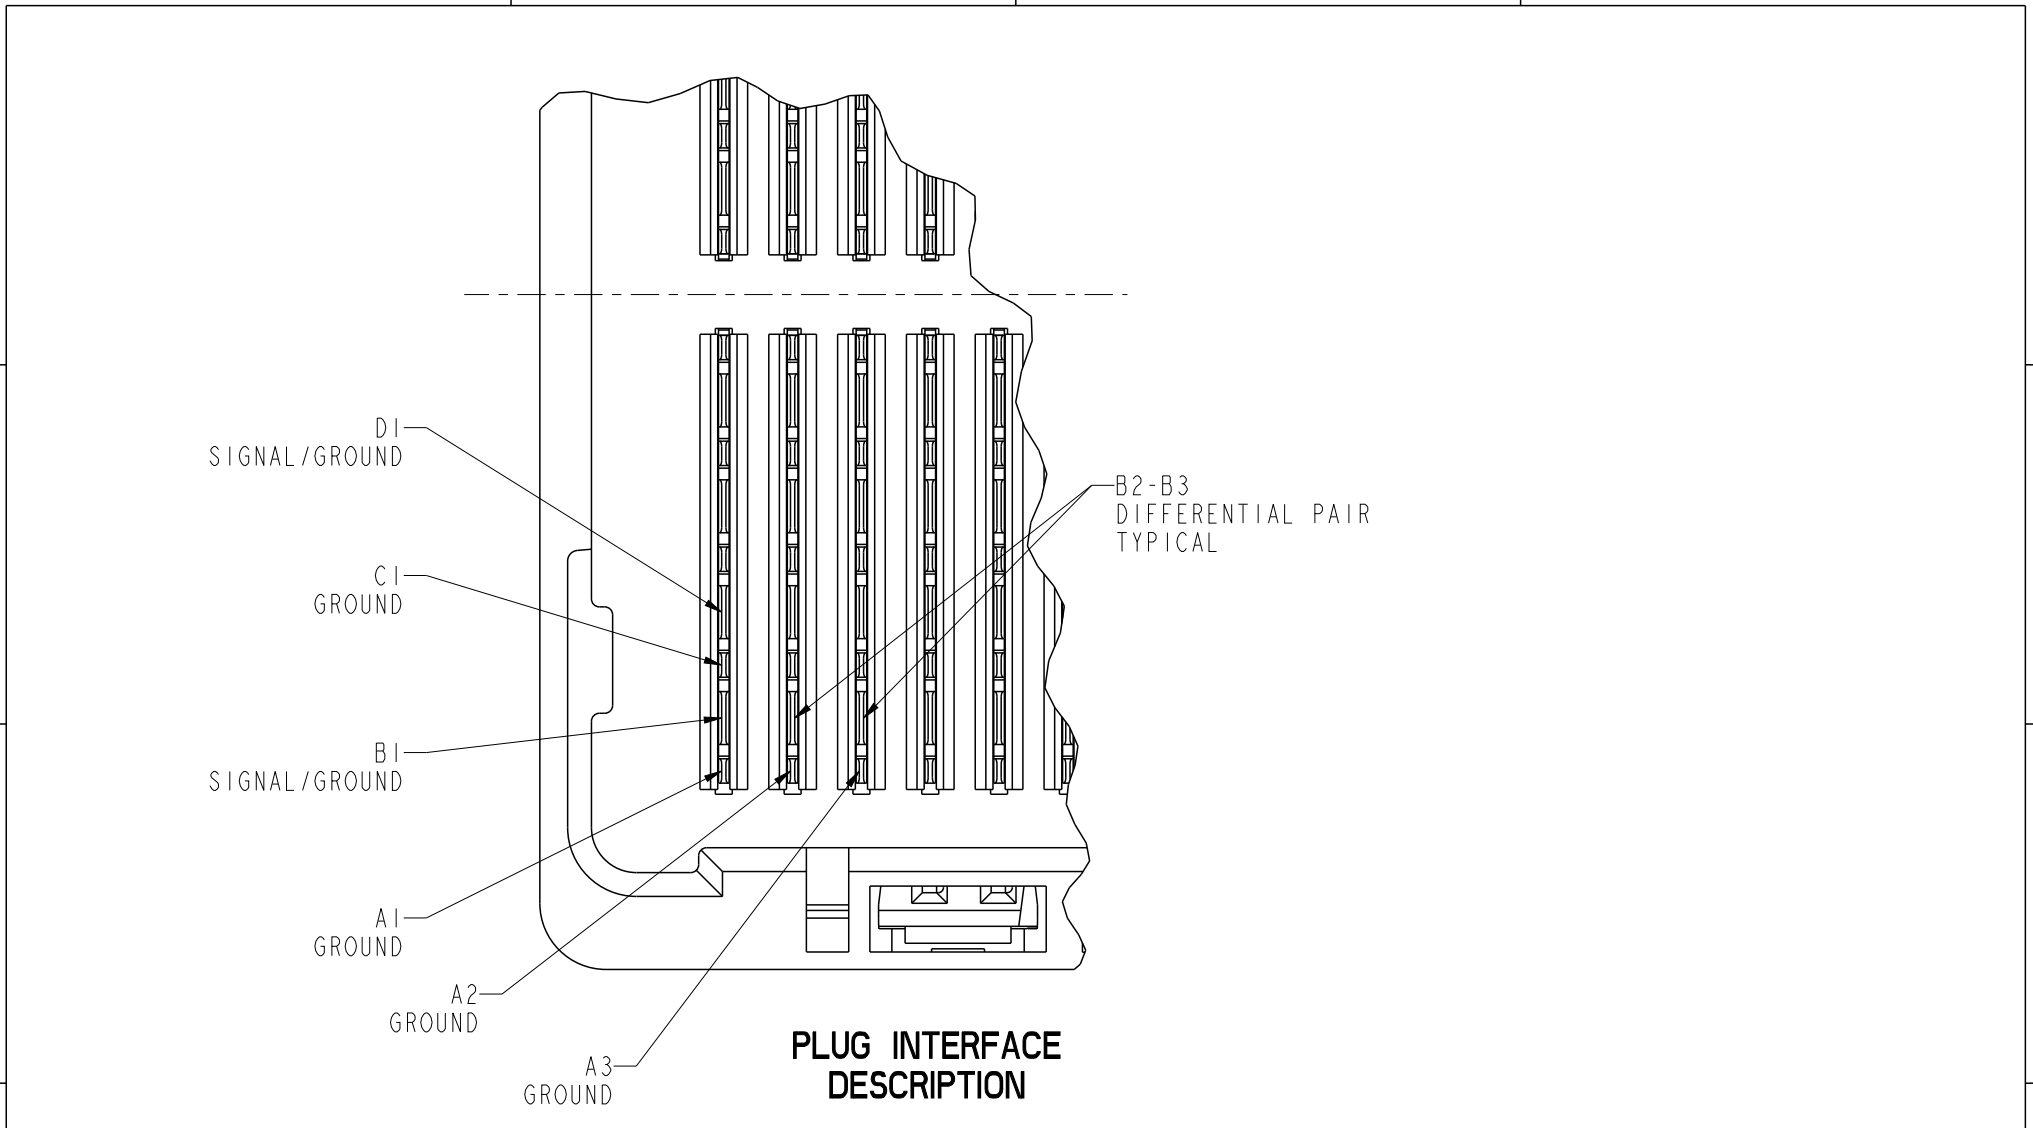 D1
SIGNAL/GROUND
B2-B3
DIFFERENTIAL PAIR
TYPICAL
C1
GROUND
B1
SIGNAL/GROUND
A1
GROUND
A2
GROUND
A3
GROUND
PLUG INTERFACE
DESCRIPTION